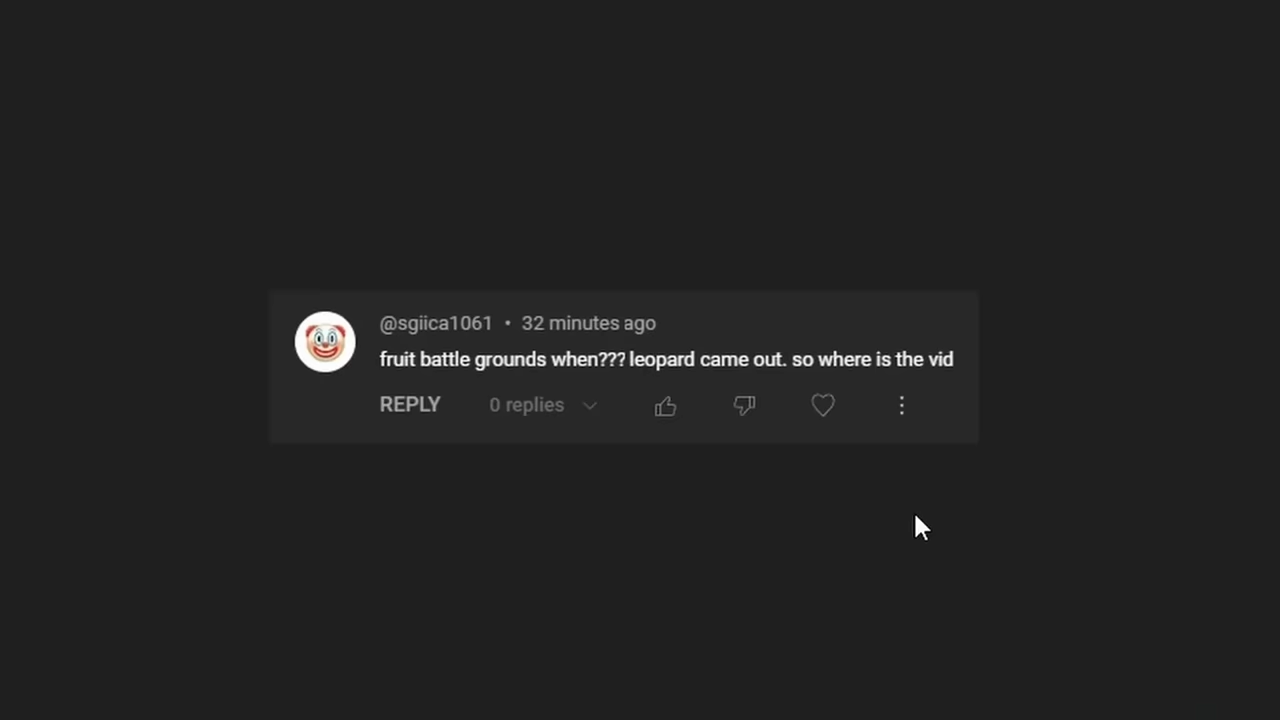 @sgiica1061 • 32 minutes ago
fruit battle grounds when??? leopard came out. so where is the vid
REPLY 0 replies